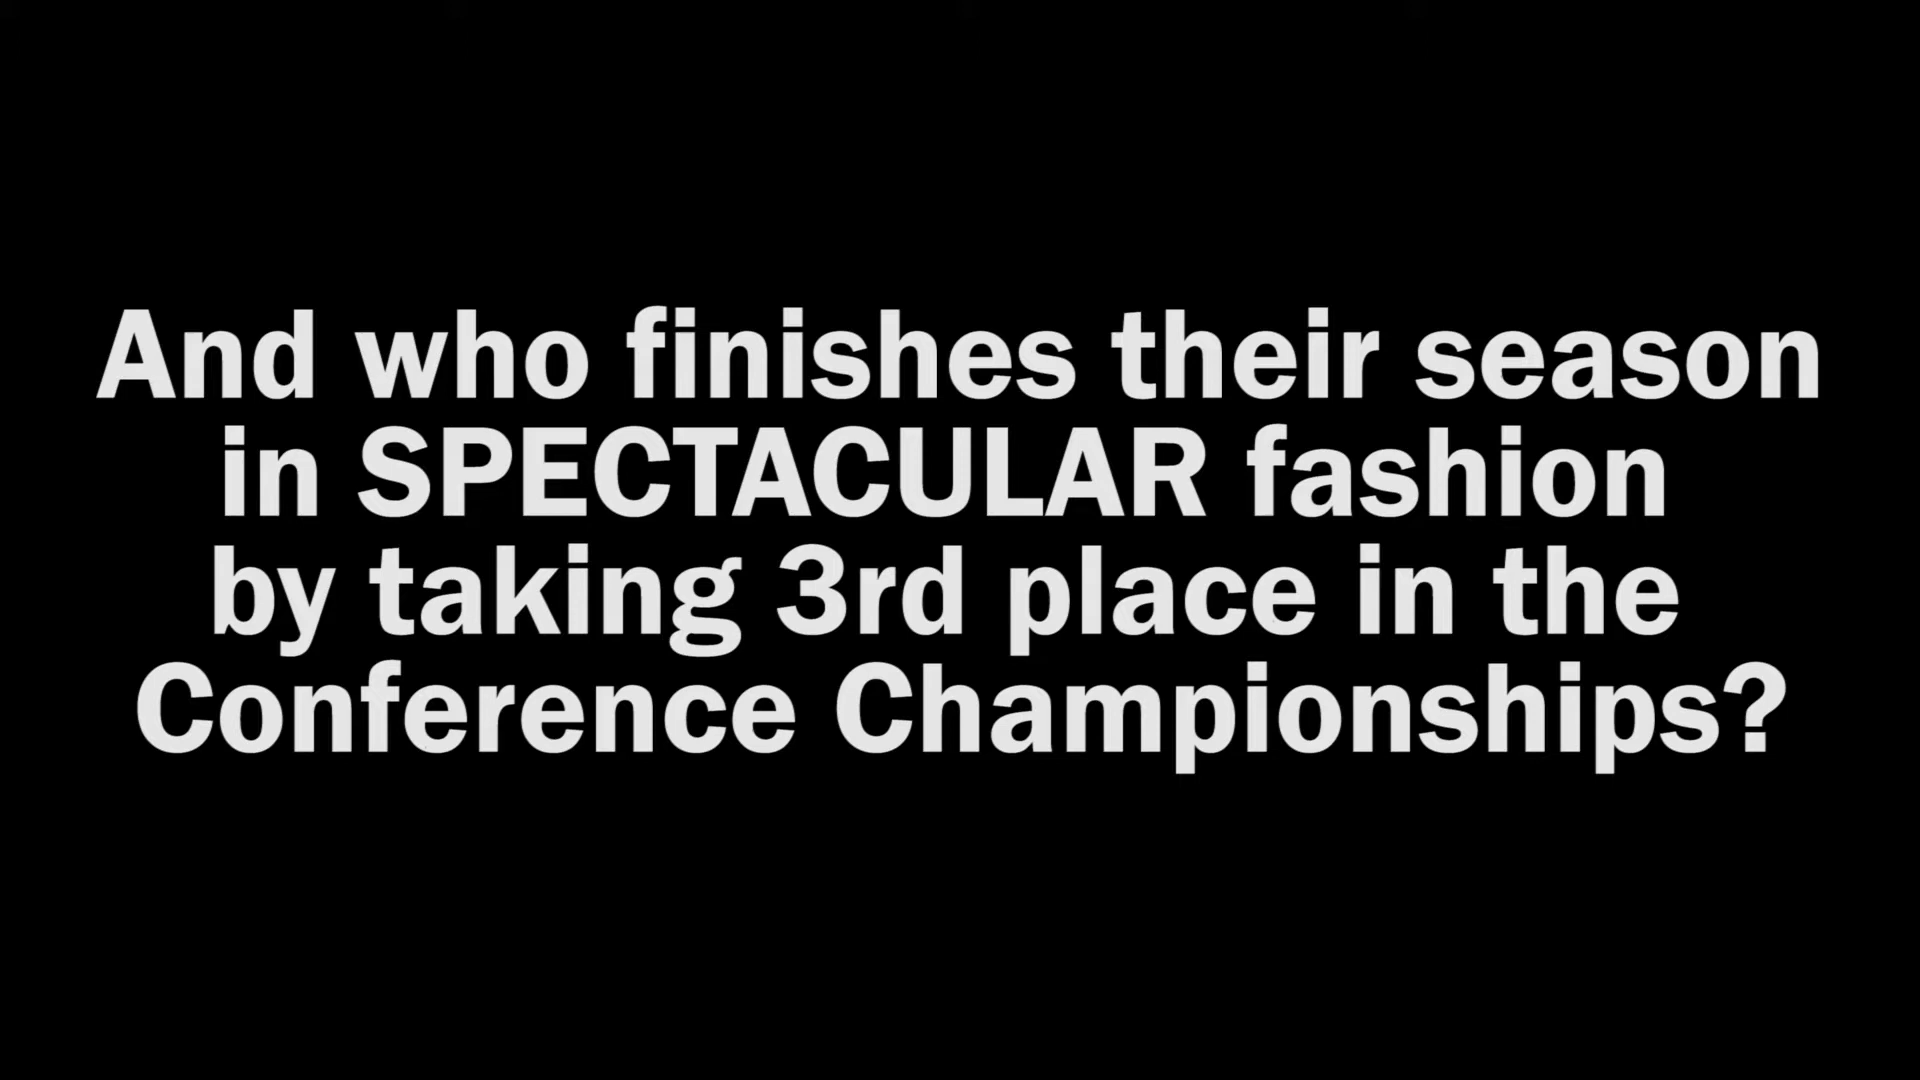 And who finishes their season
in SPECTACULAR fashion
by taking 3rd place in the
Conference Championships?